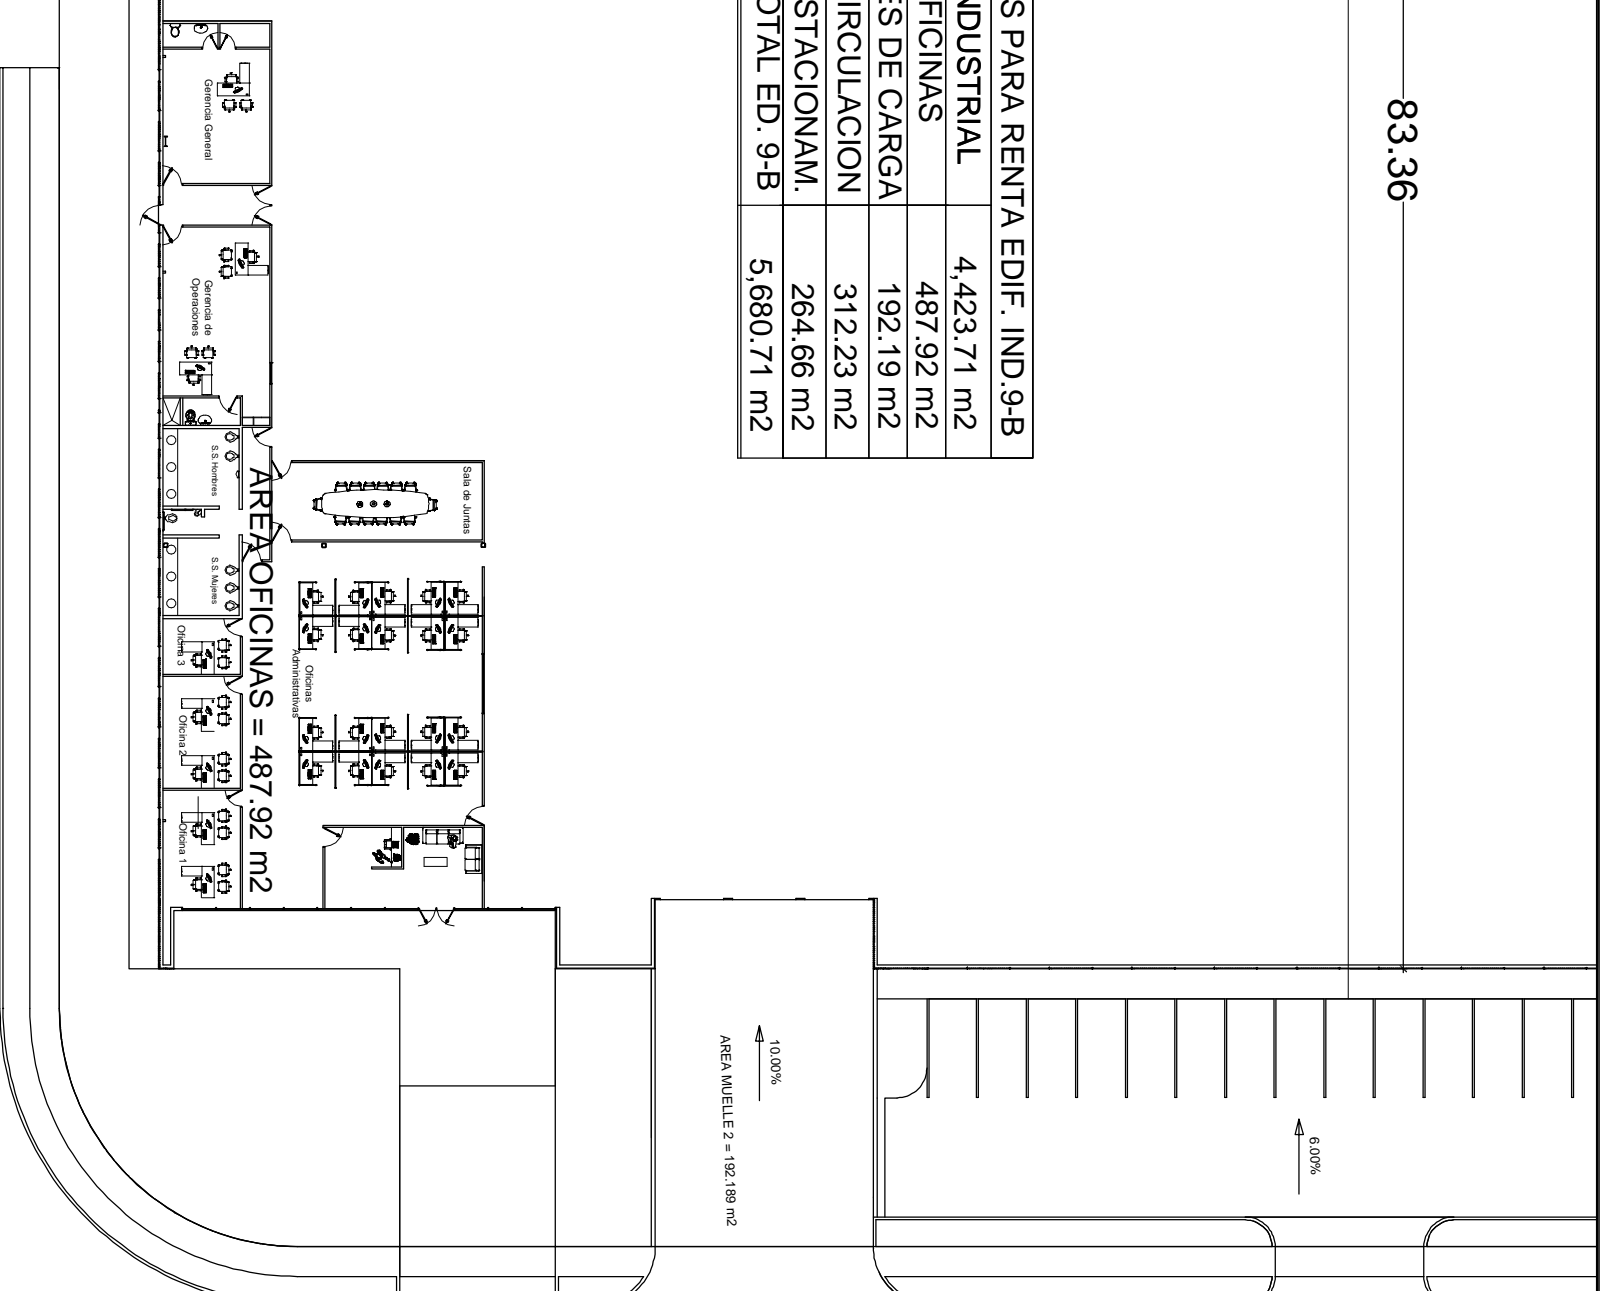 S PARA RENTA EDIF. IND.9-B
NDUSTRIAL 4,423.71 m2
FICINAS 487.92 m2
ES DE CARGA 192.19 m2
IRCULACION 312.23 m2
STACIONAM. 264.66 m2
OTAL ED. 9-B 5,680.71 m2
83.36
Gerencia General
Gerencia de
Operaciones
S.S. Hombres
S.S. Mujeres
Sala de Juntas
AREA OFICINAS = 487.92 m2
Oficinas
Administrativas
Oficina 3
Oficina 2
Oficina 1
10.00%
AREA MUELLE 2 = 192.189 m2
6.00%